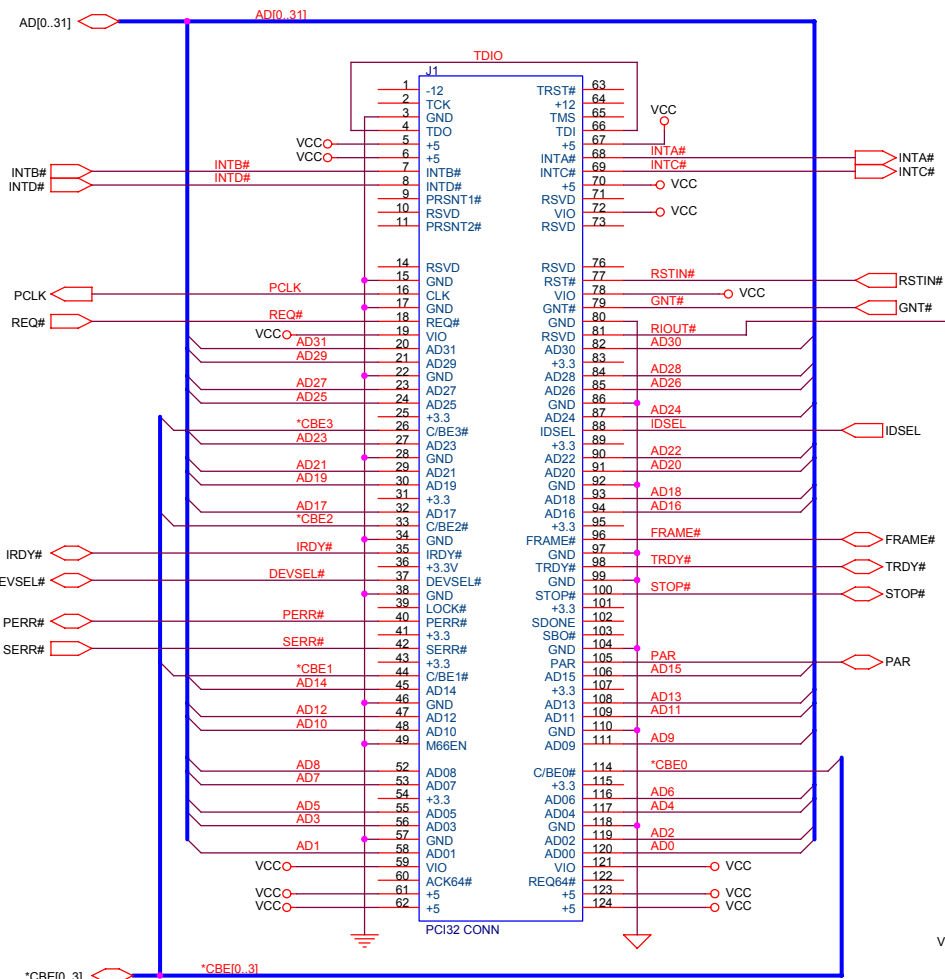 AD[0..31] AD[0..31]
TDIO
J1
1 -12 TRST# 63
2 TCK +12 64
3 GND TMS 65
4 TDO TDI 66
VCC
VCC 5 +5 +5 67
VCC 6 +5 INTA# 68 INTA# INTA#
INTB# INTB# 7 INTB# INTC# 69 INTC# INTC#
INTD# INTD# 8 INTD# +5 70 VCC
9 PRSNT1# RSVD 71
10 RSVD VIO 72 VCC
11 PRSNT2# RSVD 73
14 RSVD RSVD 76
15 GND RST# 77 RSTIN# RSTIN#
PCLK PCLK 16 CLK VIO 78 VCC
17 GND GNT# 79 GNT# GNT#
REQ# REQ# 18 REQ# GND 80
VCC 19 VIO RSVD 81 RIOUT#
AD31 20 AD31 AD30 82 AD30
AD29 21 AD29 +3.3 83
22 GND AD28 84 AD28
AD27 23 AD27 AD26 85 AD26
AD25 24 AD25 GND 86
25 +3.3 AD24 87 AD24
*CBE3 26 C/BE3# IDSEL 88 IDSEL IDSEL
AD23 27 AD23 +3.3 89
28 GND AD22 90 AD22
AD21 29 AD21 AD20 91 AD20
AD19 30 AD19 GND 92
31 +3.3 AD18 93 AD18
AD17 32 AD17 AD16 94 AD16
*CBE2 33 C/BE2# +3.3 95
34 GND FRAME# 96 FRAME# FRAME#
IRDY# IRDY# 35 IRDY# GND 97
36 +3.3V TRDY# 98 TRDY# TRDY#
EVSEL# DEVSEL# 37 DEVSEL# GND 99
38 GND STOP# 100 STOP# STOP#
39 LOCK# +3.3 101
PERR# PERR# 40 PERR# SDONE 102
41 +3.3 SBO# 103
SERR# SERR# 42 SERR# GND 104
43 +3.3 PAR 105 PAR PAR
*CBE1 44 C/BE1# AD15 106 AD15
AD14 45 AD14 +3.3 107
46 GND AD13 108 AD13
AD12 47 AD12 AD11 109 AD11
AD10 48 AD10 GND 110
49 M66EN AD09 111 AD9
AD8 52 AD08 C/BE0# 114 *CBE0
AD7 53 AD07 +3.3 115
54 +3.3 AD06 116 AD6
AD5 55 AD05 AD04 117 AD4
AD3 56 AD03 GND 118
57 GND AD02 119 AD2
AD1 58 AD01 AD00 120 AD0
VCC 59 VIO VIO 121 VCC
60 ACK64# REQ64# 122
VCC 61 +5 +5 123 VCC
VCC 62 +5 +5 124 VCC
PCI32 CONN
V
*CBE[0..3] *CBE[0..3]